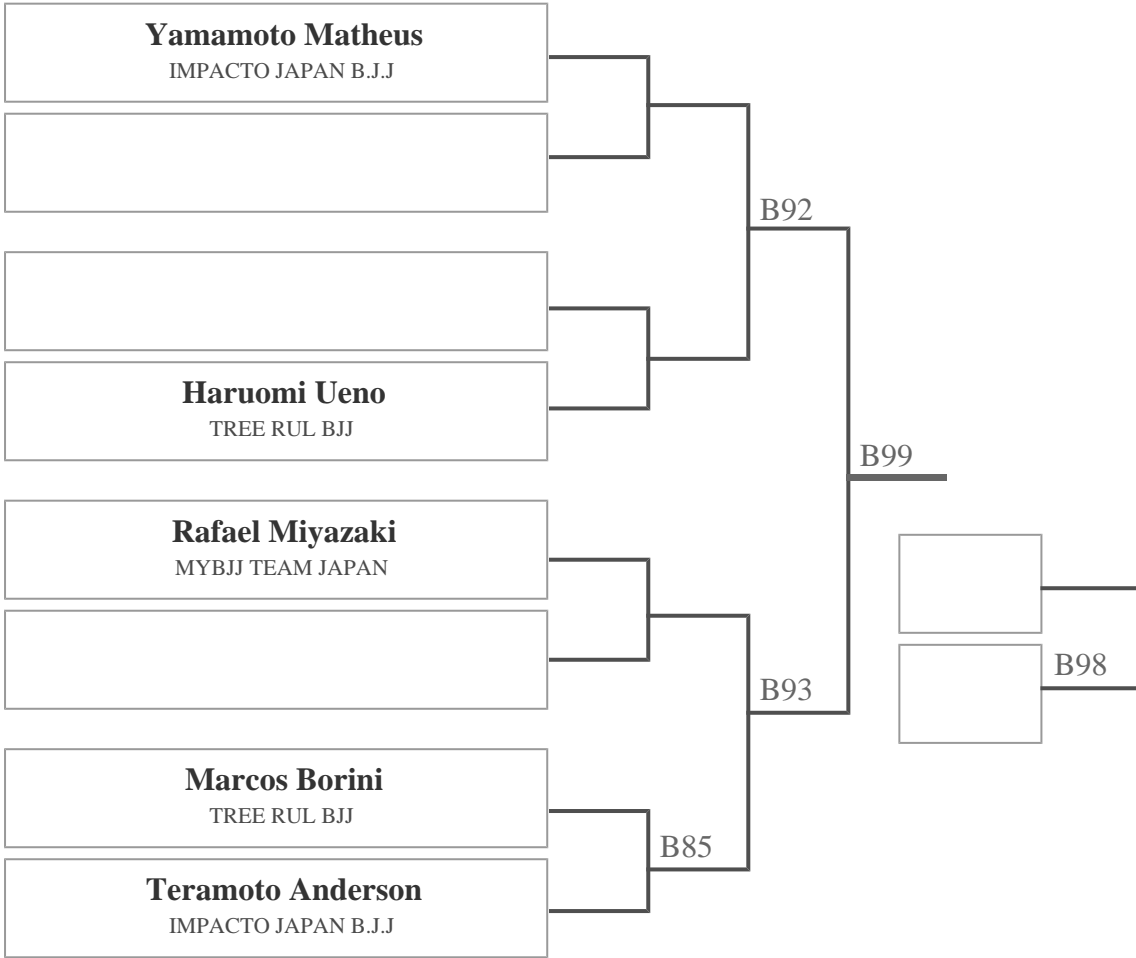 Yamamoto Matheus
IMPACTO JAPAN B.J.J
B92
Haruomi Ueno
TREE RUL BJJ
B99
Rafael Miyazaki
MYBJJ TEAM JAPAN
B98
B93
Marcos Borini
TREE RUL BJJ
B85
Teramoto Anderson
IMPACTO JAPAN B.J.J